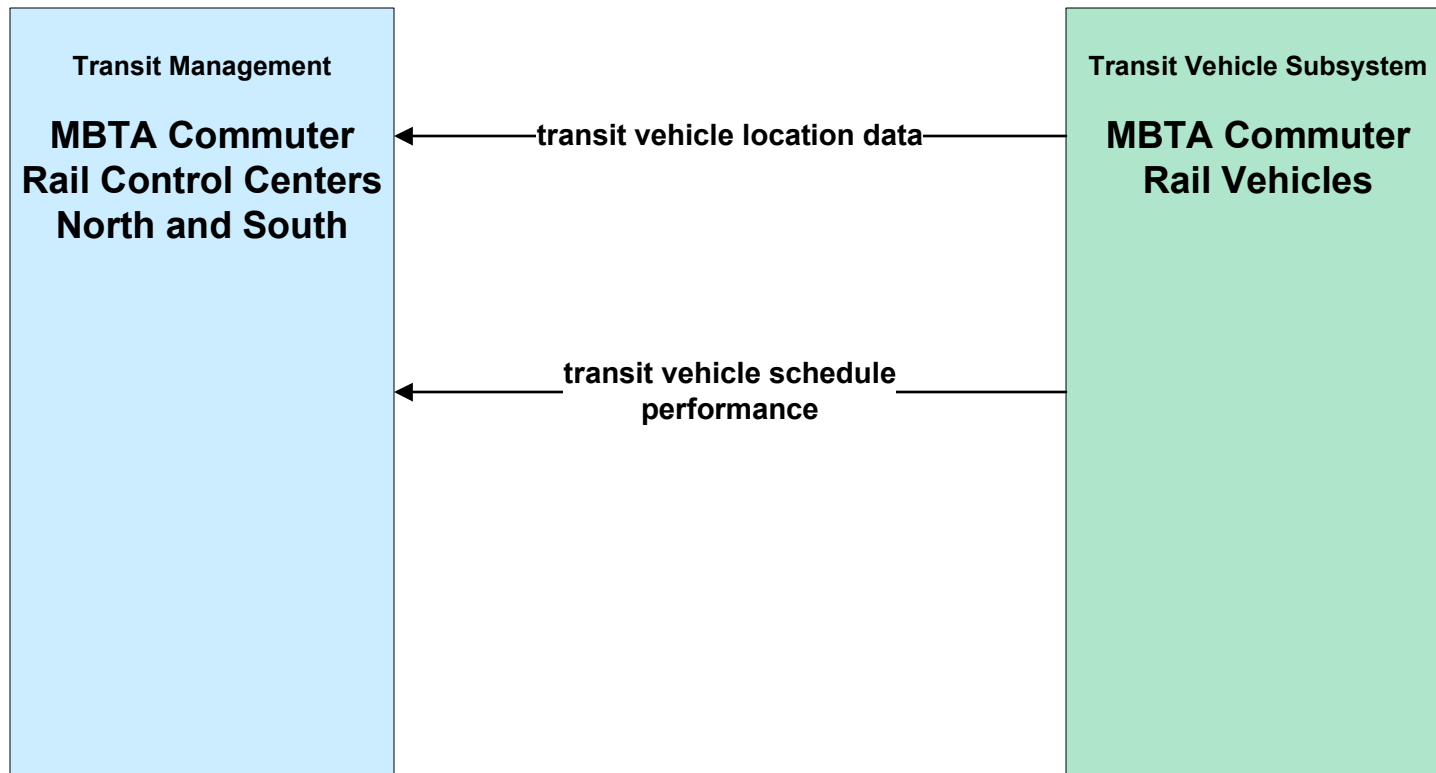 Transit Management
MBTA Commuter
Rail Control Centers
North and South
transit vehicle location data
transit vehicle schedule
performance
Transit Vehicle Subsystem
MBTA Commuter
Rail Vehicles